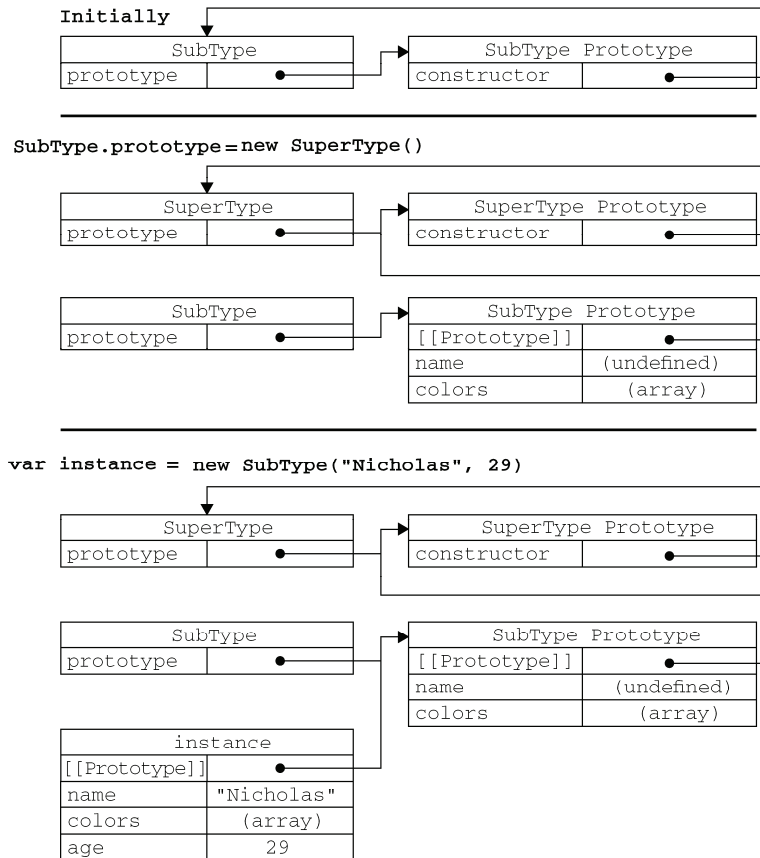 Initially
SubType
prototype
SubType Prototype
constructor
SubType.prototype=new SuperType()
SuperType
prototype
SuperType Prototype
constructor
SubType
prototype
SubType Prototype
[[Prototype]]
name (undefined)
colors (array)
var instance = new SubType("Nicholas", 29)
SuperType
prototype
SuperType Prototype
constructor
SubType
prototype
SubType Prototype
[[Prototype]]
name (undefined)
colors (array)
instance
[[Prototype]]
name "Nicholas"
colors (array)
age 29